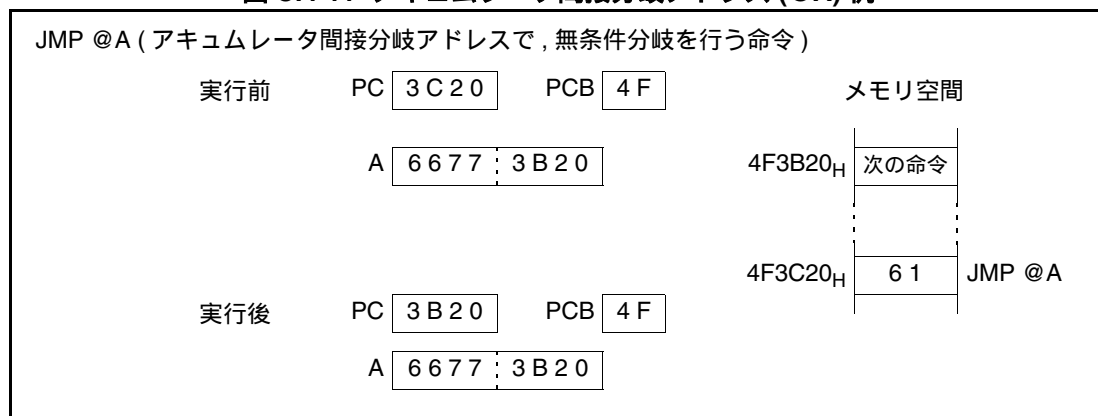 JMP @A ( アキュムレータ間接分岐アドレスで , 無条件分岐を行う命令 )
実行前 PC 3C20 PCB 4F メモリ空間
A 6677 3B20 4F3B20H 次の命令
4F3C20H 61 JMP @A
実行後 PC 3B20 PCB 4F
A 6677 3B20